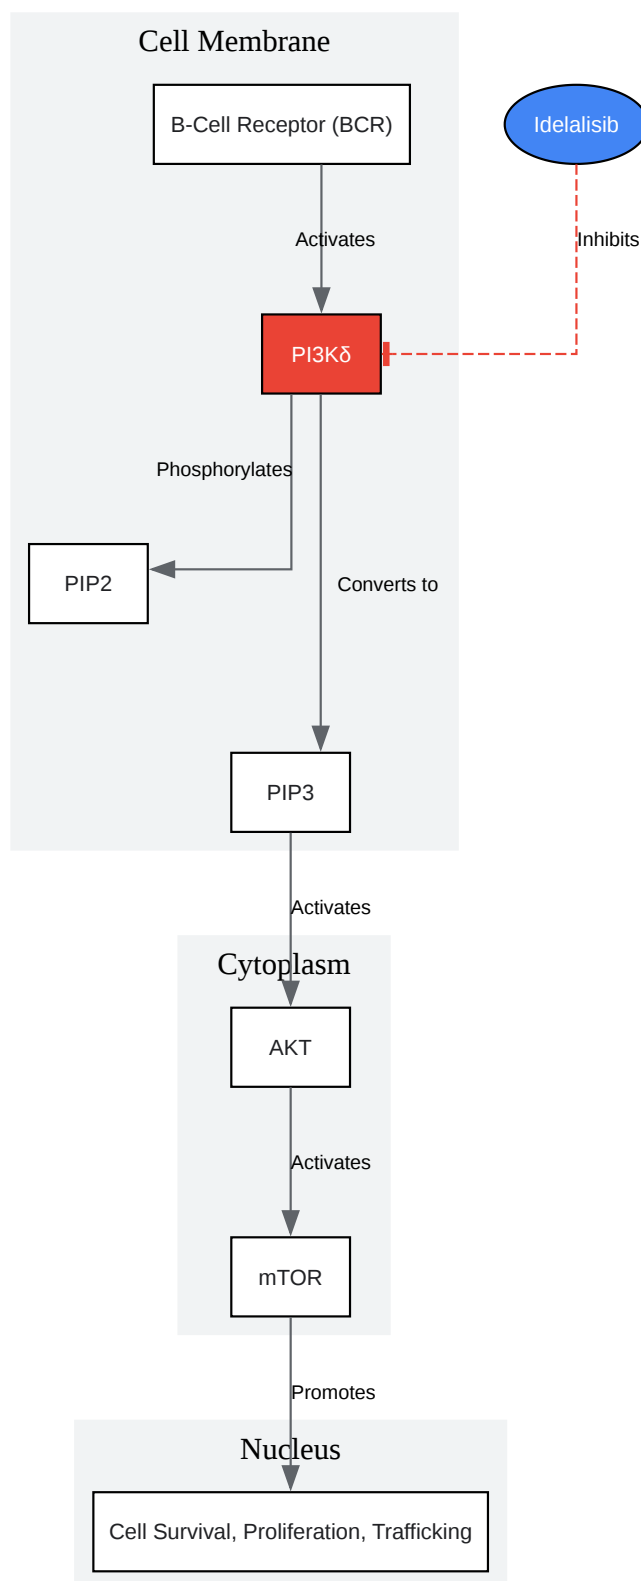 Cell Membrane
B-Cell Receptor (BCR)
Idelalisib
Activates
Inhibits
PI3Kδ
Phosphorylates
PIP2
Converts to
PIP3
Activates
Cytoplasm
AKT
Activates
mTOR
Promotes
Nucleus
Cell Survival, Proliferation, Trafficking